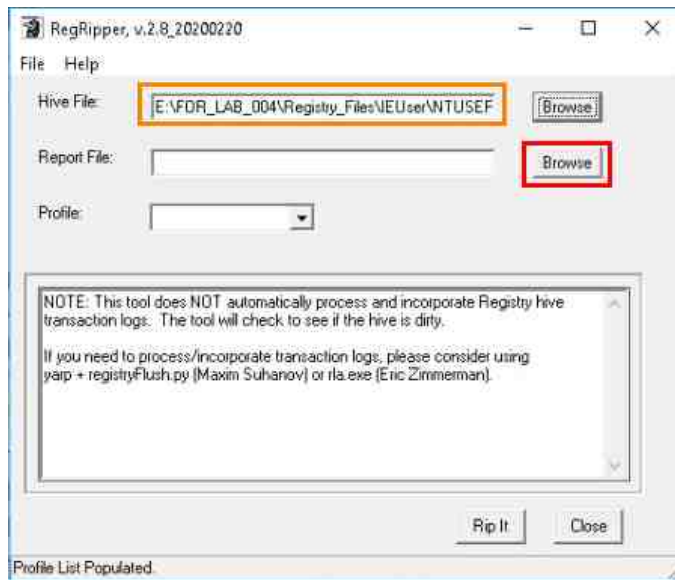 RegRipper, v.2.8_20200220
File Help
Hive File: E:\FOR_LAB_004\Registry_Files\IEUser\NTUSEF Browse
Report File: Browse
Profile:
NOTE: This tool does NOT automatically process and incorporate Registry hive
transaction logs. The tool will check to see if the hive is dirty.
If you need to process/incorporate transaction logs, please consider using
yarp + registryFlush.py (Maxim Suhanov) or rla.exe (Eric Zimmerman).
Rip It Close
Profile List Populated.